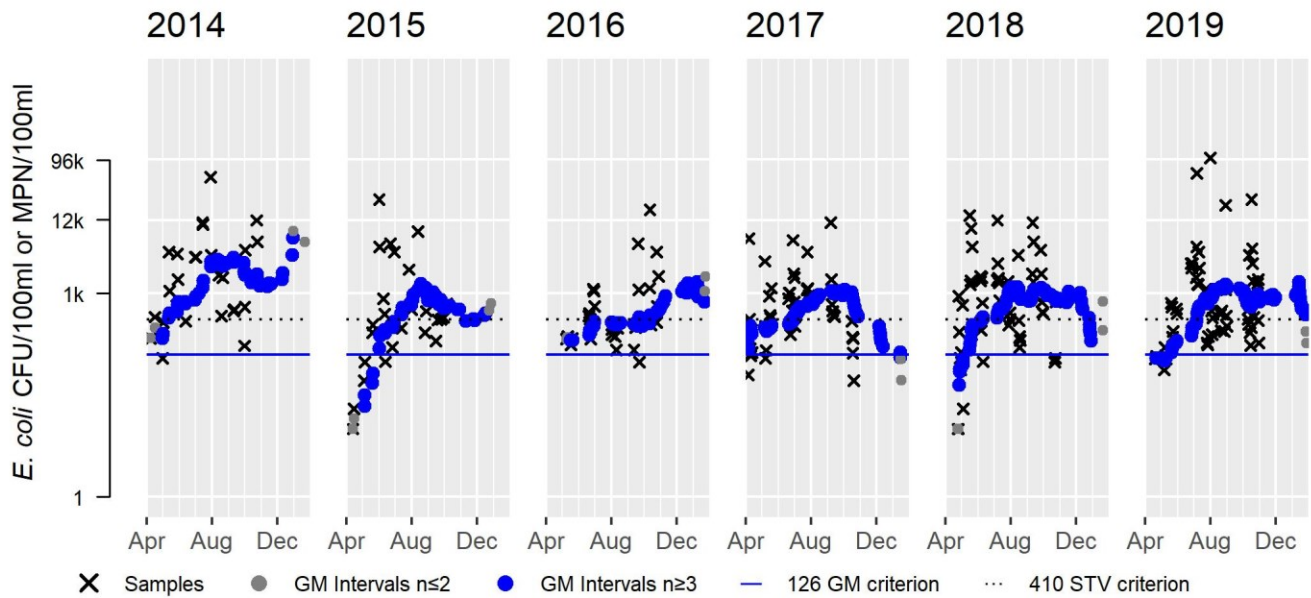 2014 2015 2016 2017 2018 2019
E. coli CFU/100ml or MPN/100ml
96k
12k
1k
1
Apr Aug Dec Apr Aug Dec Apr Aug Dec Apr Aug Dec Apr Aug Dec Apr Aug Dec
Samples GM Intervals n≤2 GM Intervals n≥3 126 GM criterion 410 STV criterion